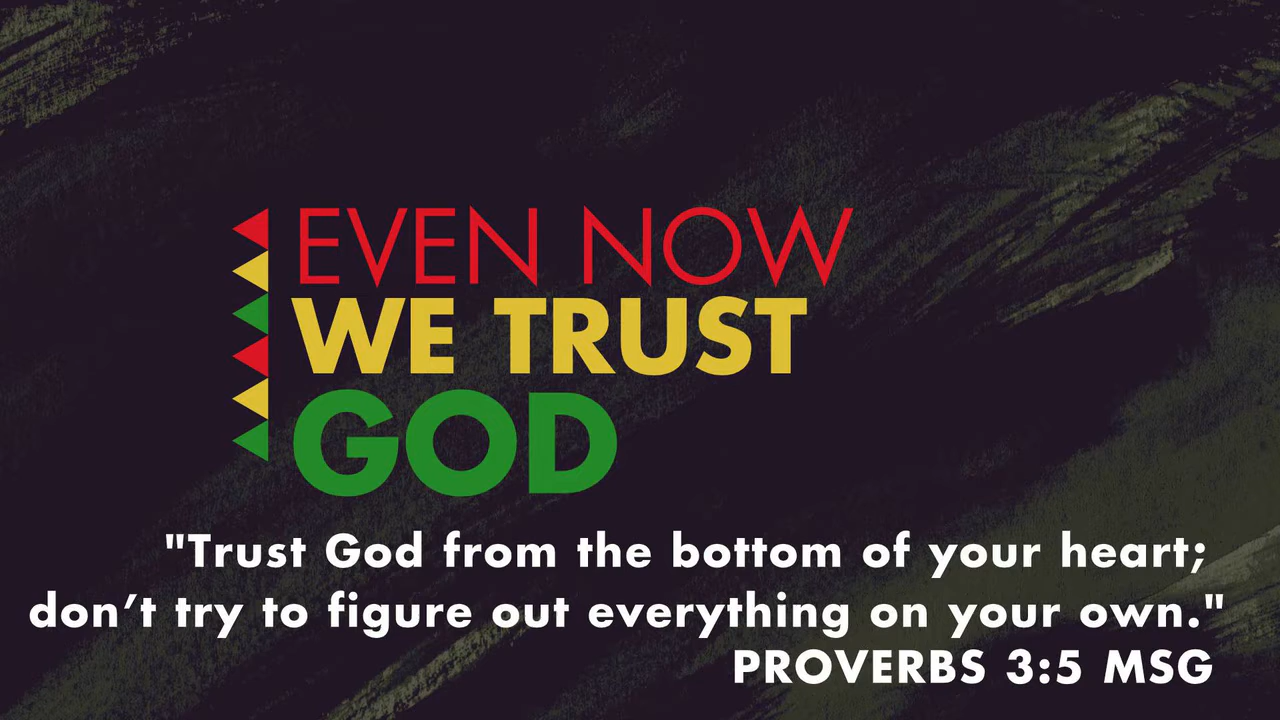 EVEN NOW
WE TRUST
GOD
"Trust God from the bottom of your heart;
don’t try to figure out everything on your own."
PROVERBS 3:5 MSG